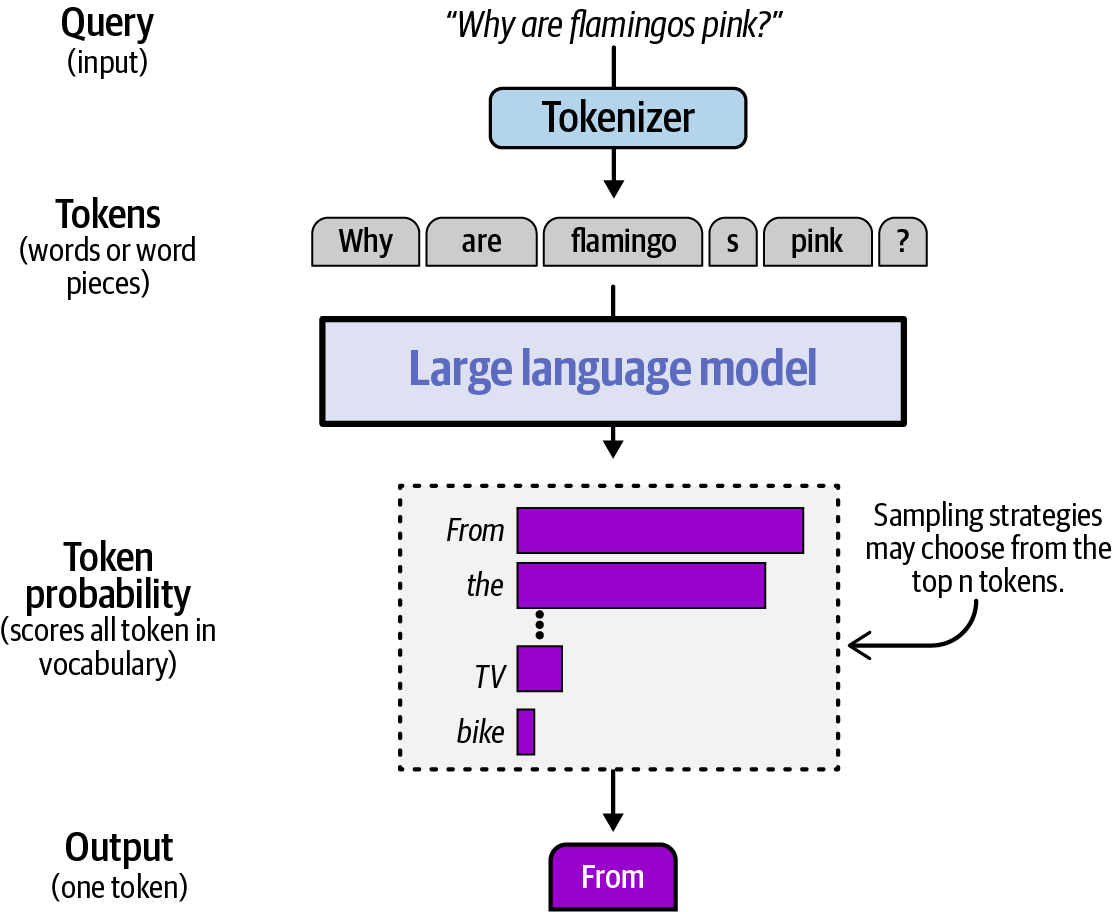 Query
(input)
“Why are flamingos pink?”
Tokenizer
Tokens
(words or word
pieces)
Why are flamingo s pink ?
Large language model
Token
probability
(scores all token in
vocabulary)
From
the
TV
bike
Sampling strategies
may choose from the
top n tokens.
Output
(one token)
From